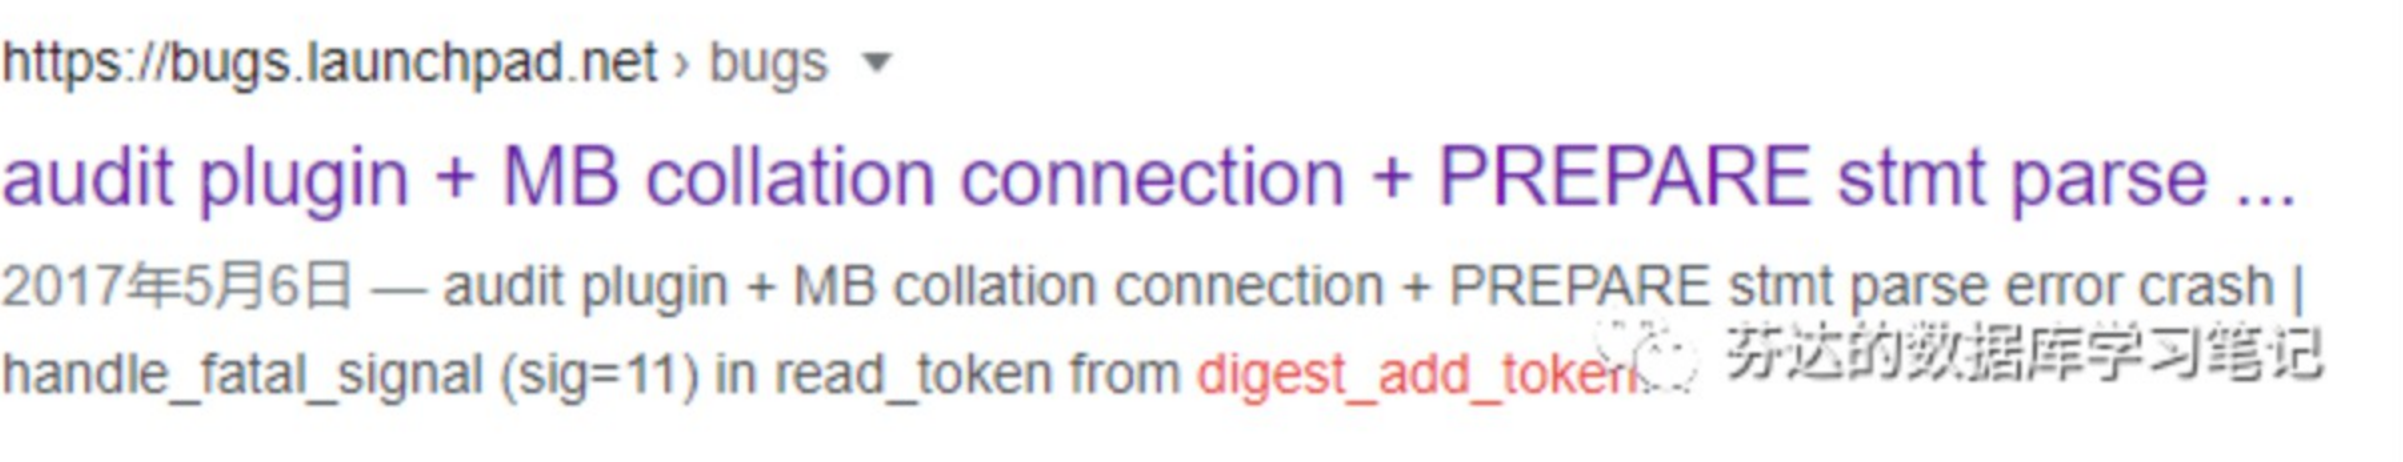 https://bugs.launchpad.net › bugs
audit plugin + MB collation connection + PREPARE stmt parse ...
2017年5月6日 — audit plugin + MB collation connection + PREPARE stmt parse error crash |
handle_fatal_signal (sig=11) in read_token from digest_add_token
芬达的数据库学习笔记